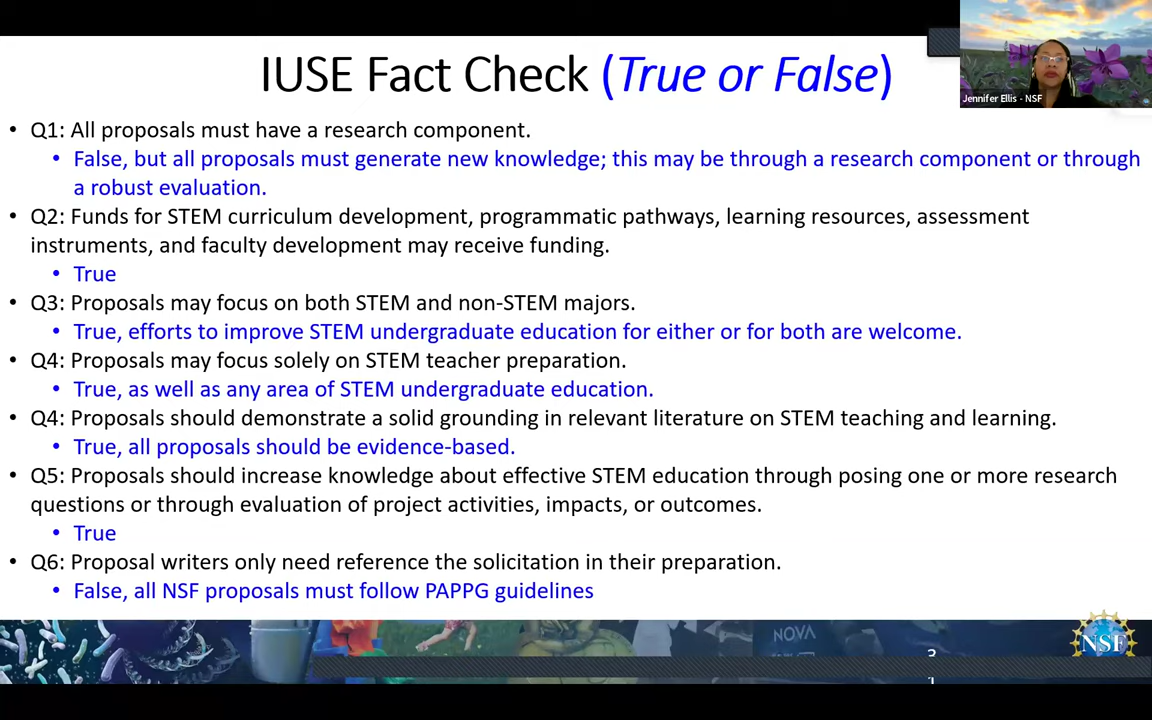 IUSE Fact Check (True or False)
Jennifer Ellis - NSF
• Q1: All proposals must have a research component.
• False, but all proposals must generate new knowledge; this may be through a research component or through
a robust evaluation.
• Q2: Funds for STEM curriculum development, programmatic pathways, learning resources, assessment
instruments, and faculty development may receive funding.
• True
• Q3: Proposals may focus on both STEM and non-STEM majors.
• True, efforts to improve STEM undergraduate education for either or for both are welcome.
• Q4: Proposals may focus solely on STEM teacher preparation.
• True, as well as any area of STEM undergraduate education.
• Q4: Proposals should demonstrate a solid grounding in relevant literature on STEM teaching and learning.
• True, all proposals should be evidence-based.
• Q5: Proposals should increase knowledge about effective STEM education through posing one or more research
questions or through evaluation of project activities, impacts, or outcomes.
• True
• Q6: Proposal writers only need reference the solicitation in their preparation.
• False, all NSF proposals must follow PAPPG guidelines
NOVA
NSF
3
1